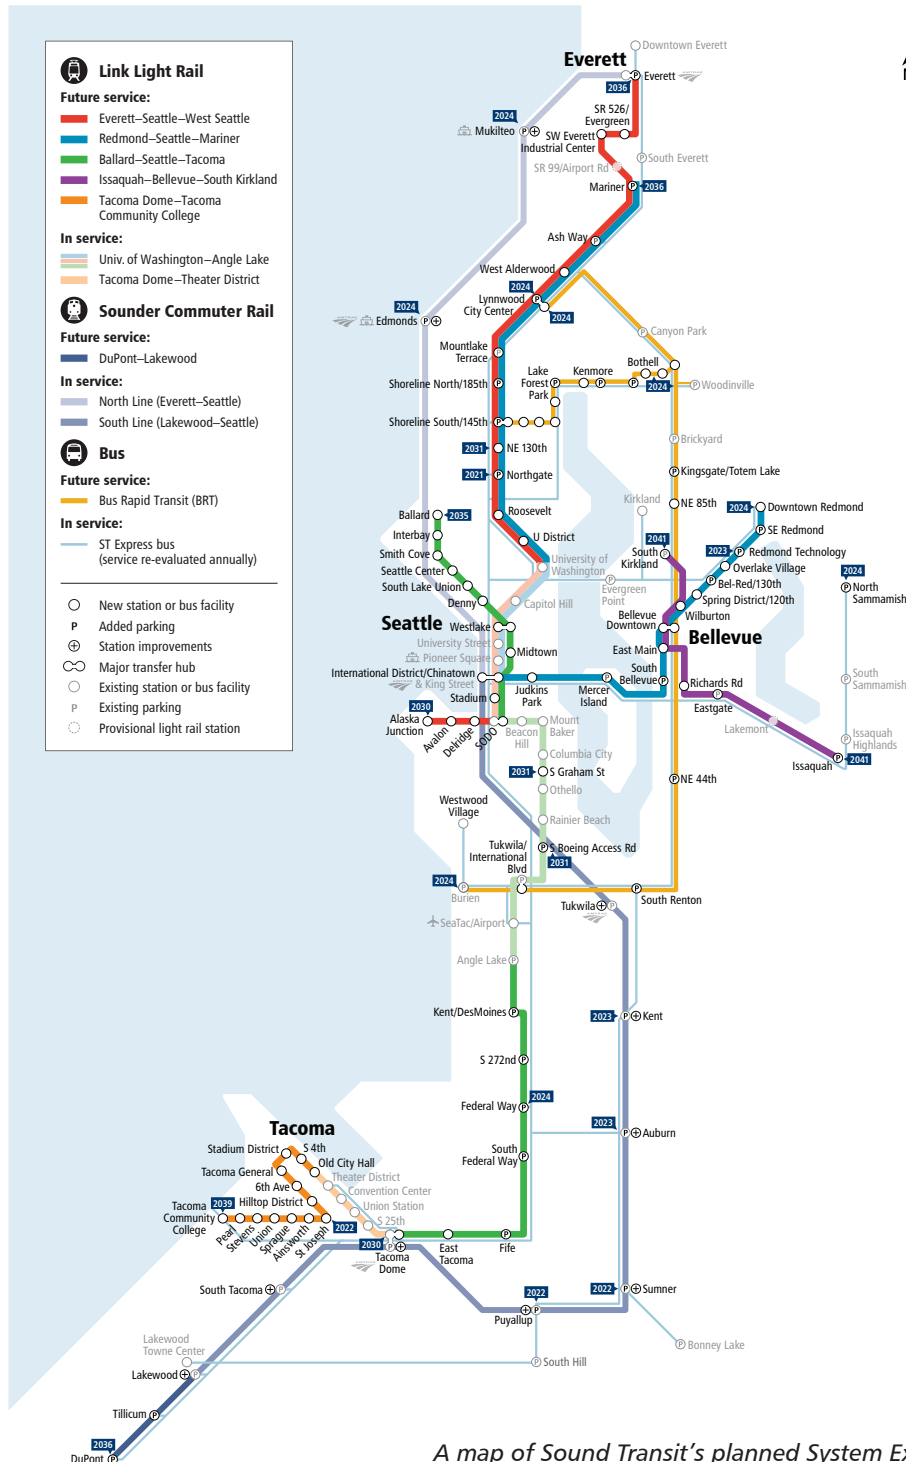 Link Light Rail
Future service:
Everett–Seattle–West Seattle
Redmond–Seattle–Mariner
Ballard–Seattle–Tacoma
Issaquah–Bellevue–South Kirkland
Tacoma Dome–Tacoma
Community College
In service:
Univ. of Washington–Angle Lake
Tacoma Dome–Theater District
Sounder Commuter Rail
Future service:
DuPont–Lakewood
In service:
North Line (Everett–Seattle)
South Line (Lakewood–Seattle)
Bus
Future service:
Bus Rapid Transit (BRT)
In service:
ST Express bus
(service re-evaluated annually)
New station or bus facility
P Added parking
Station improvements
Major transfer hub
Existing station or bus facility
P Existing parking
Provisional light rail station
Downtown Everett
Everett
Everett
2036
SR 526/
Evergreen
2024
Mukilteo
SW Everett
Industrial Center
South Everett
SR 99/Airport Rd
Mariner
2036
Ash Way
West Alderwood
2024
Lynnwood
City Center
2024
2024
Edmonds
Canyon Park
Mountlake
Terrace
Lake
Forest
Park
Kenmore
Bothell
2024
Woodinville
Shoreline North/185th
Shoreline South/145th
Brickyard
2031
NE 130th
2021
Northgate
Kingsgate/Totem Lake
Kirkland
NE 85th
2024
Downtown Redmond
Ballard
2035
Roosevelt
SE Redmond
Interbay
U District
2041
South
Kirkland
2023
Redmond Technology
Smith Cove
University of
Washington
Overlake Village
2024
Seattle Center
Bel-Red/130th
North
Sammamish
South Lake Union
Evergreen
Point
Spring District/120th
Denny
Capitol Hill
Wilburton
Seattle
Westlake
Bellevue
Downtown
Bellevue
University Street
Midtown
East Main
Pioneer Square
International District/Chinatown
& King Street
Judkins
Park
Mercer
Island
South
Bellevue
Richards Rd
South
Sammamish
Stadium
Eastgate
2030
Alaska
Junction
Avalon
Delridge
SODO
Beacon
Hill
Mount
Baker
Lakemont
Issaquah
Highlands
Columbia City
Issaquah
2041
2031
S Graham St
NE 44th
Othello
Westwood
Village
Rainier Beach
Tukwila/
International
Blvd
S Boeing Access Rd
2031
2024
Burien
South Renton
Tukwila
SeaTac/Airport
Angle Lake
Kent/DesMoines
2023
Kent
S 272nd
2024
Federal Way
2023
Auburn
Tacoma
South
Federal Way
Stadium District
S 4th
Old City Hall
Tacoma General
Theater District
6th Ave
Convention Center
2039
Hilltop District
Union Station
Tacoma
Community
College
S 25th
Pearl
Stevens
Union
Sprague
Ainsworth
St Joseph
2022
2030
Tacoma
Dome
East
Tacoma
Fife
South Tacoma
2022
2022
Sumner
Puyallup
Lakewood
Towne Center
Bonney Lake
South Hill
Lakewood
Tillicum
2036
DuPont
A map of Sound Transit's planned System Ex